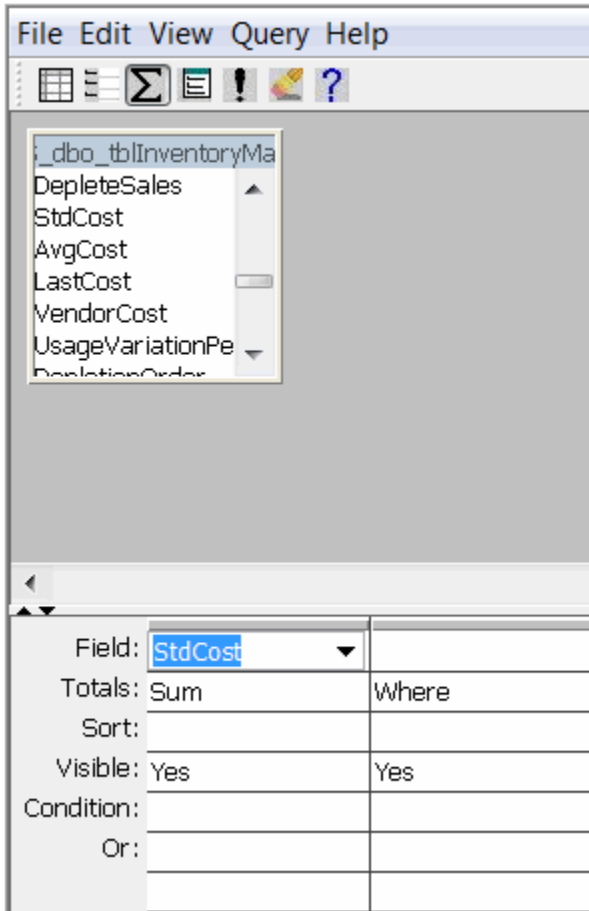 File Edit View Query Help
_dbo_tblInventoryMa
DepleteSales
StdCost
AvgCost
LastCost
VendorCost
UsageVariationPe
DepletionOrder
Field: StdCost
Totals: Sum Where
Sort:
Visible: Yes Yes
Condition:
Or: